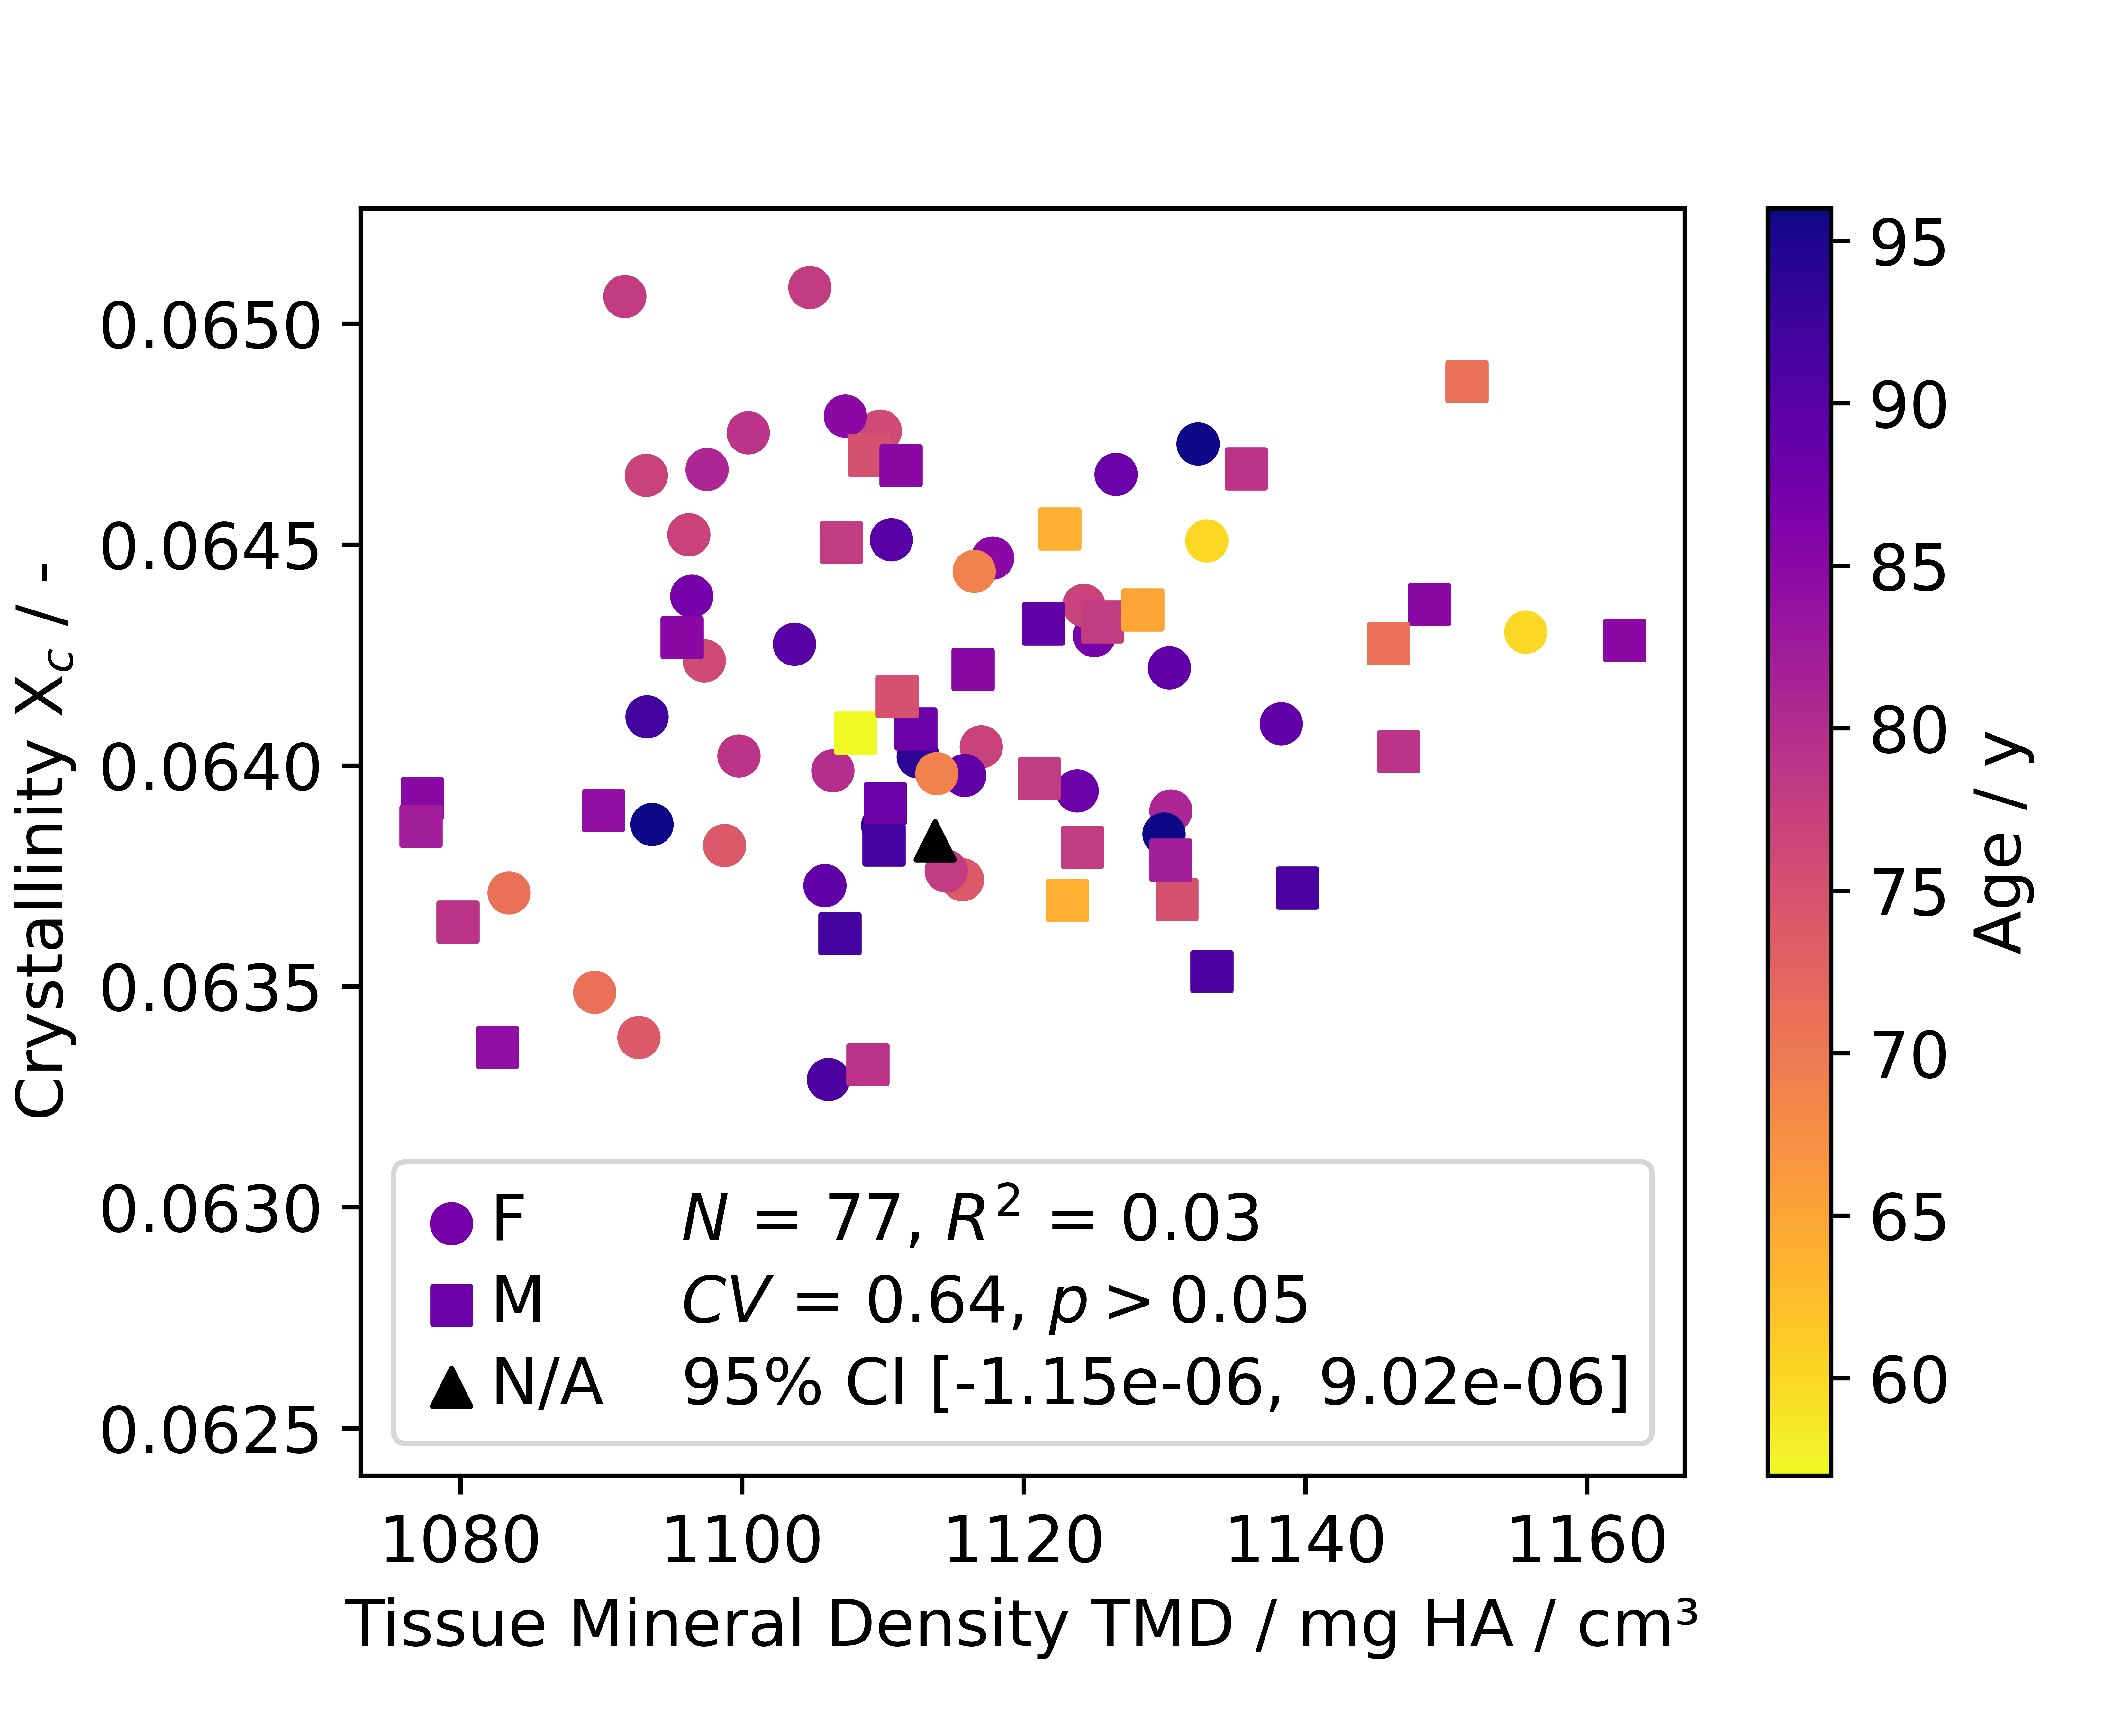 Crystallinity Xc / -
0.0650
0.0645
0.0640
0.0635
0.0630
0.0625
F N = 77, R² = 0.03
M CV = 0.64, p > 0.05
N/A 95% CI [-1.15e-06, 9.02e-06]
1080 1100 1120 1140 1160
Tissue Mineral Density TMD / mg HA / cm³
95
90
85
80
75
70
65
60
Age / y